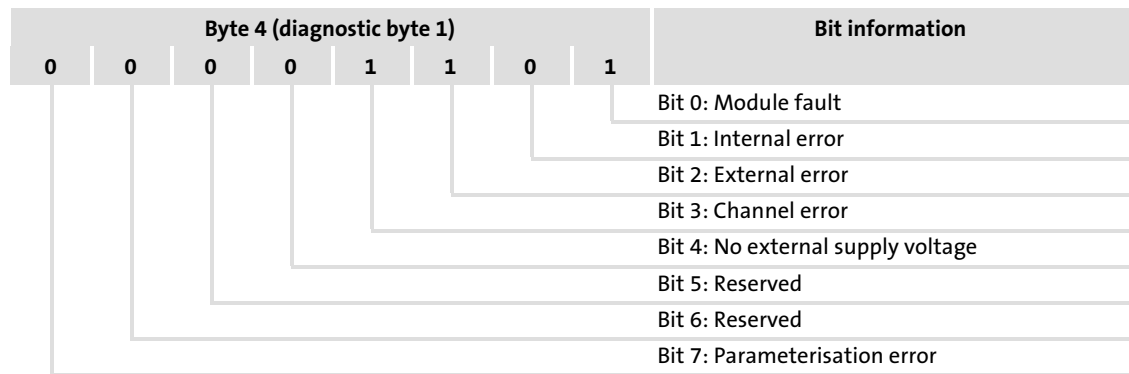 Byte 4 (diagnostic byte 1) Bit information
0 0 0 0 1 1 0 1
Bit 0: Module fault
Bit 1: Internal error
Bit 2: External error
Bit 3: Channel error
Bit 4: No external supply voltage
Bit 5: Reserved
Bit 6: Reserved
Bit 7: Parameterisation error